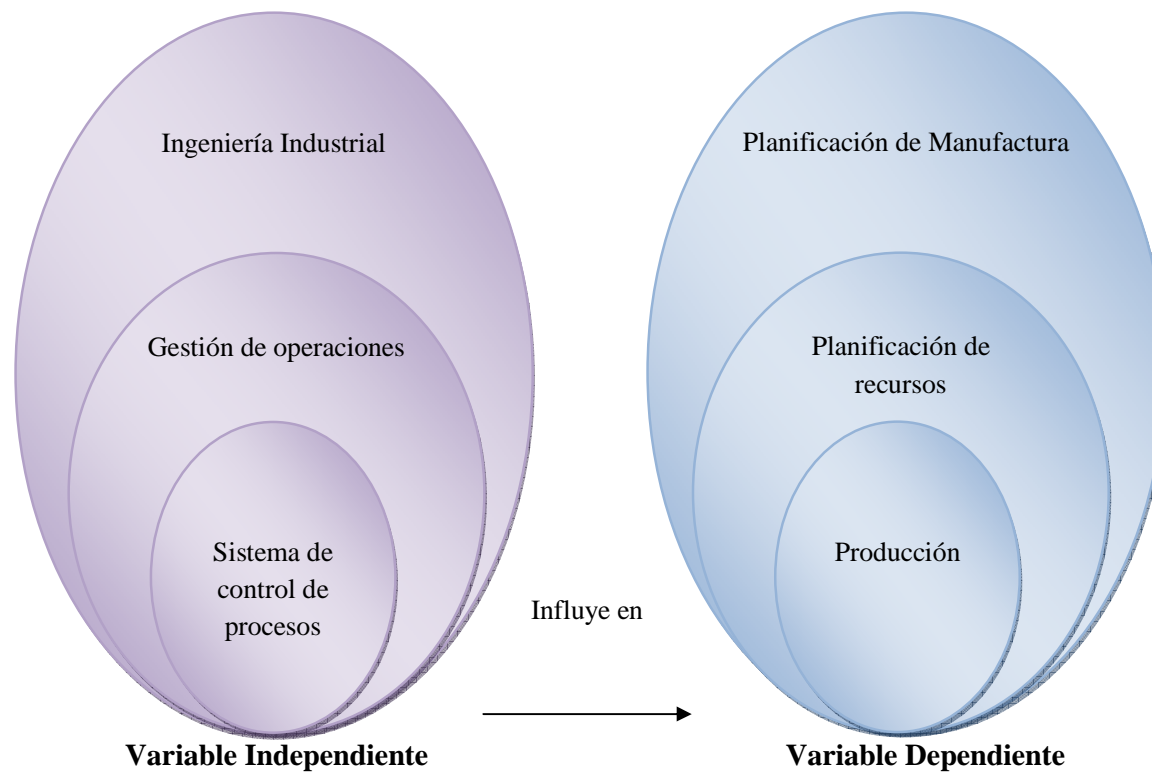 Ingeniería Industrial
Gestión de operaciones
Sistema de
control de
procesos
Variable Independiente
Influye en
Planificación de Manufactura
Planificación de
recursos
Producción
Variable Dependiente